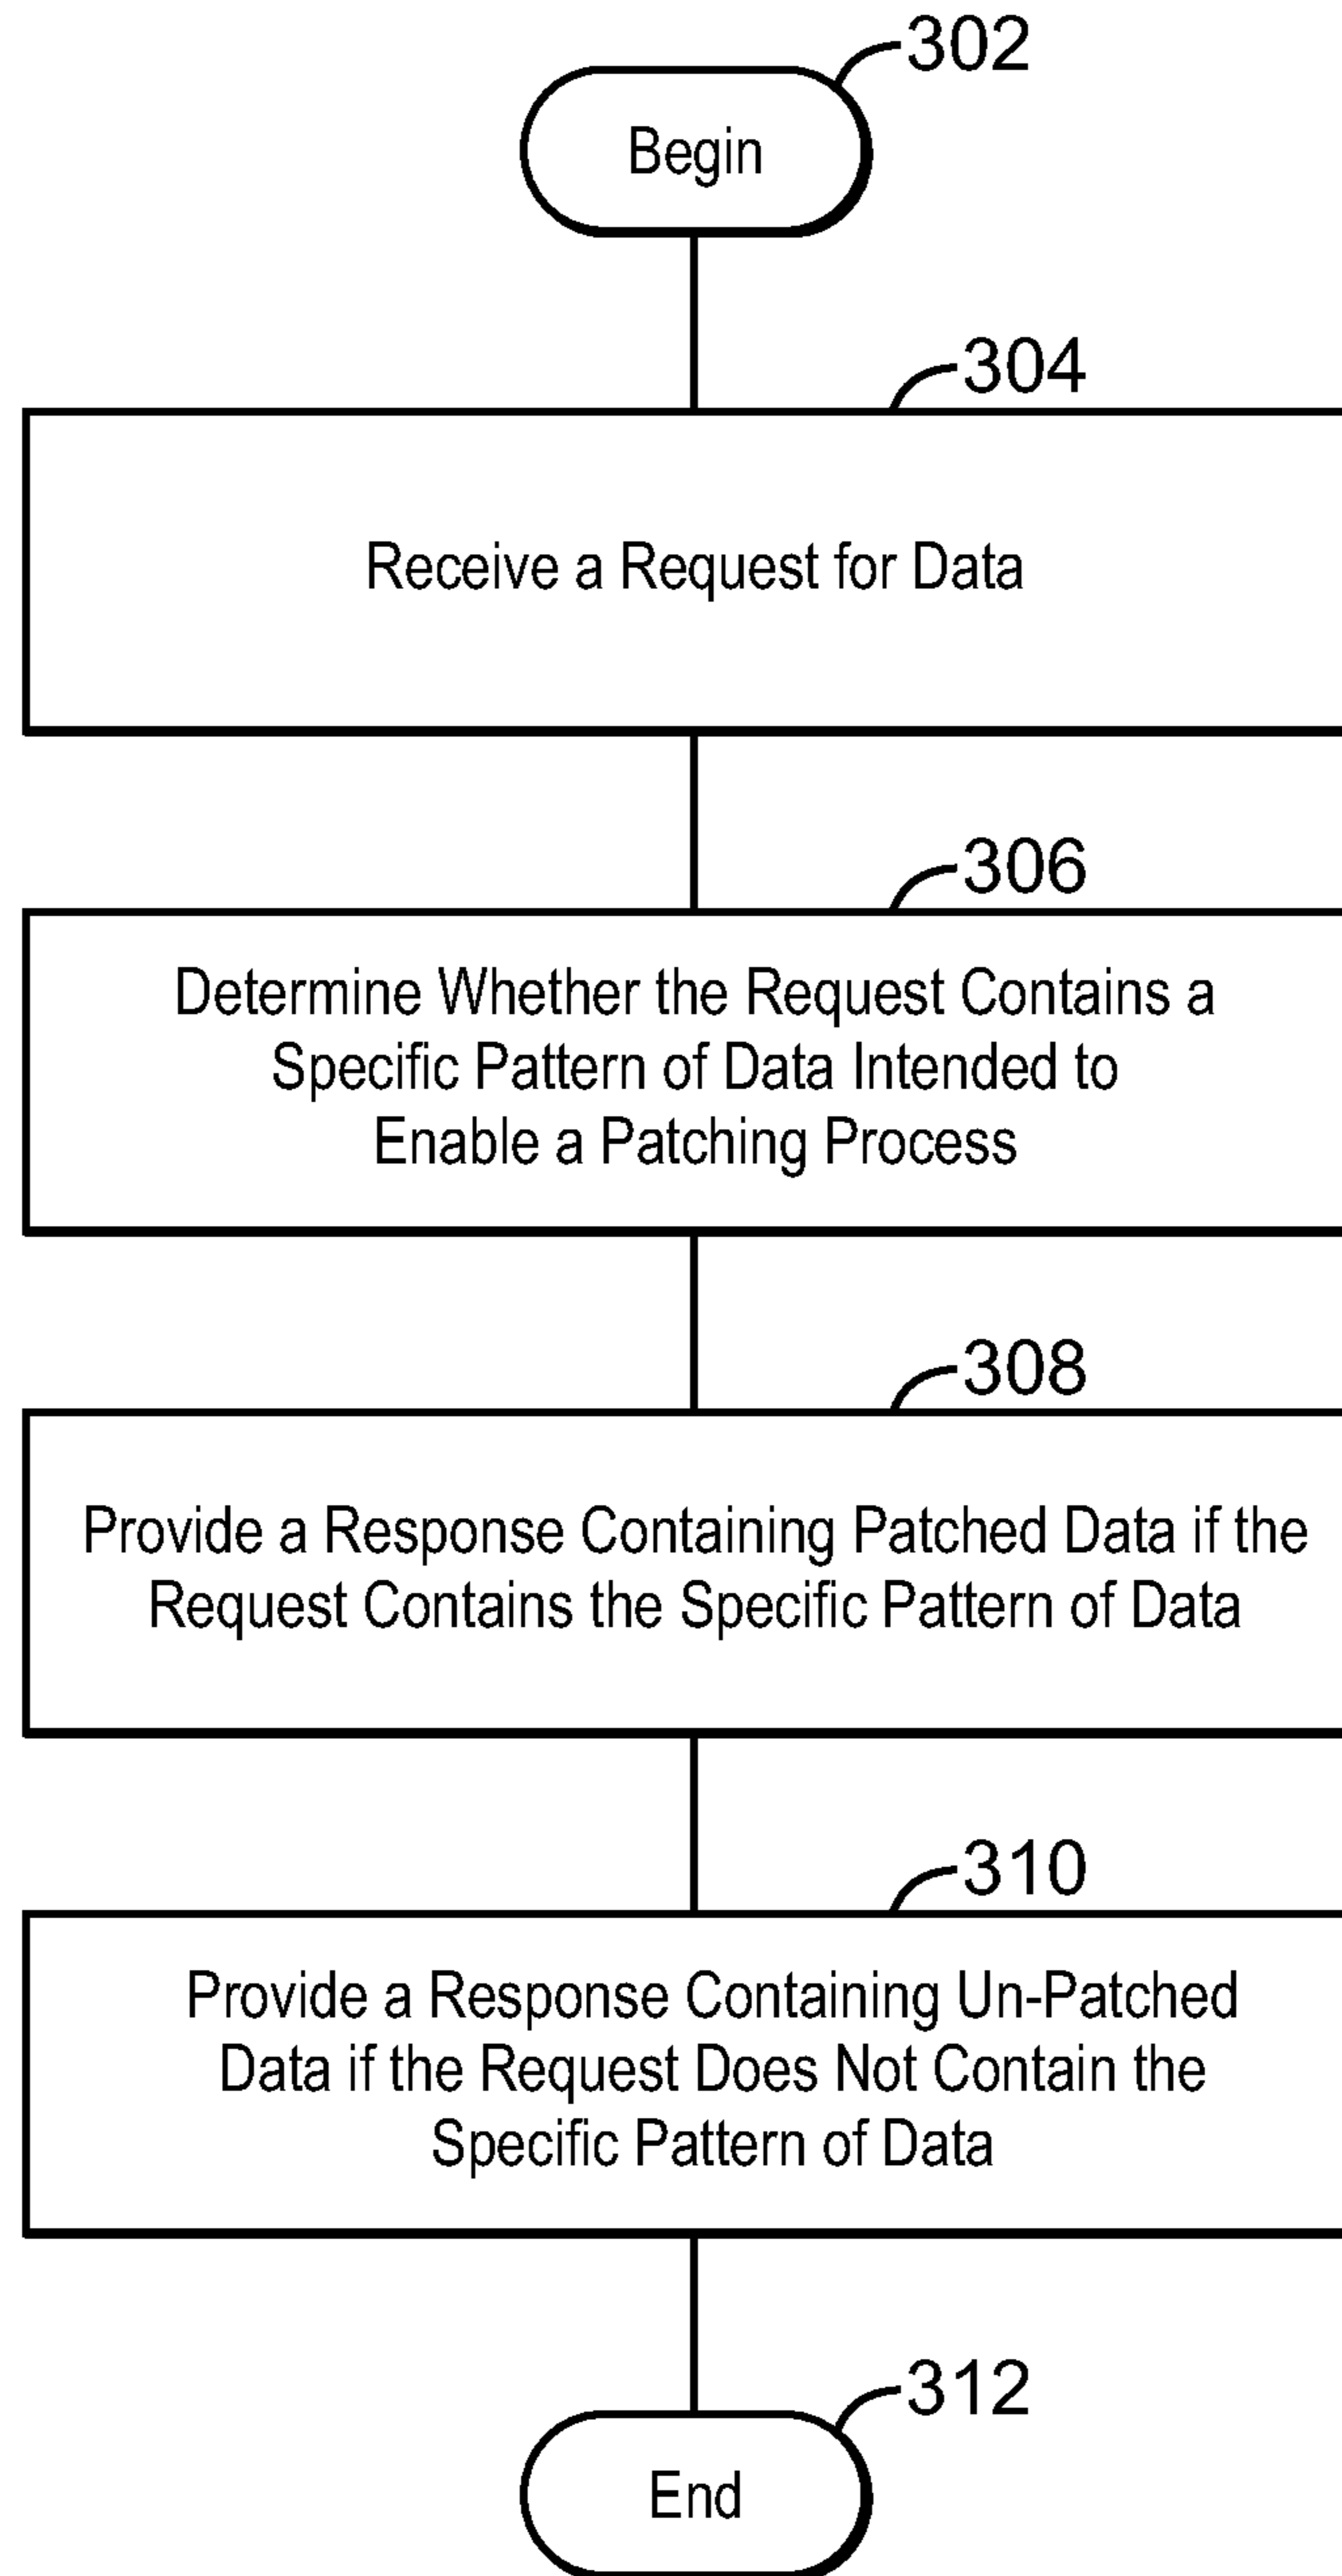 302
Begin
304
Receive a Request for Data
306
Determine Whether the Request Contains a
Specific Pattern of Data Intended to
Enable a Patching Process
308
Provide a Response Containing Patched Data if the
Request Contains the Specific Pattern of Data
310
Provide a Response Containing Un-Patched
Data if the Request Does Not Contain the
Specific Pattern of Data
312
End